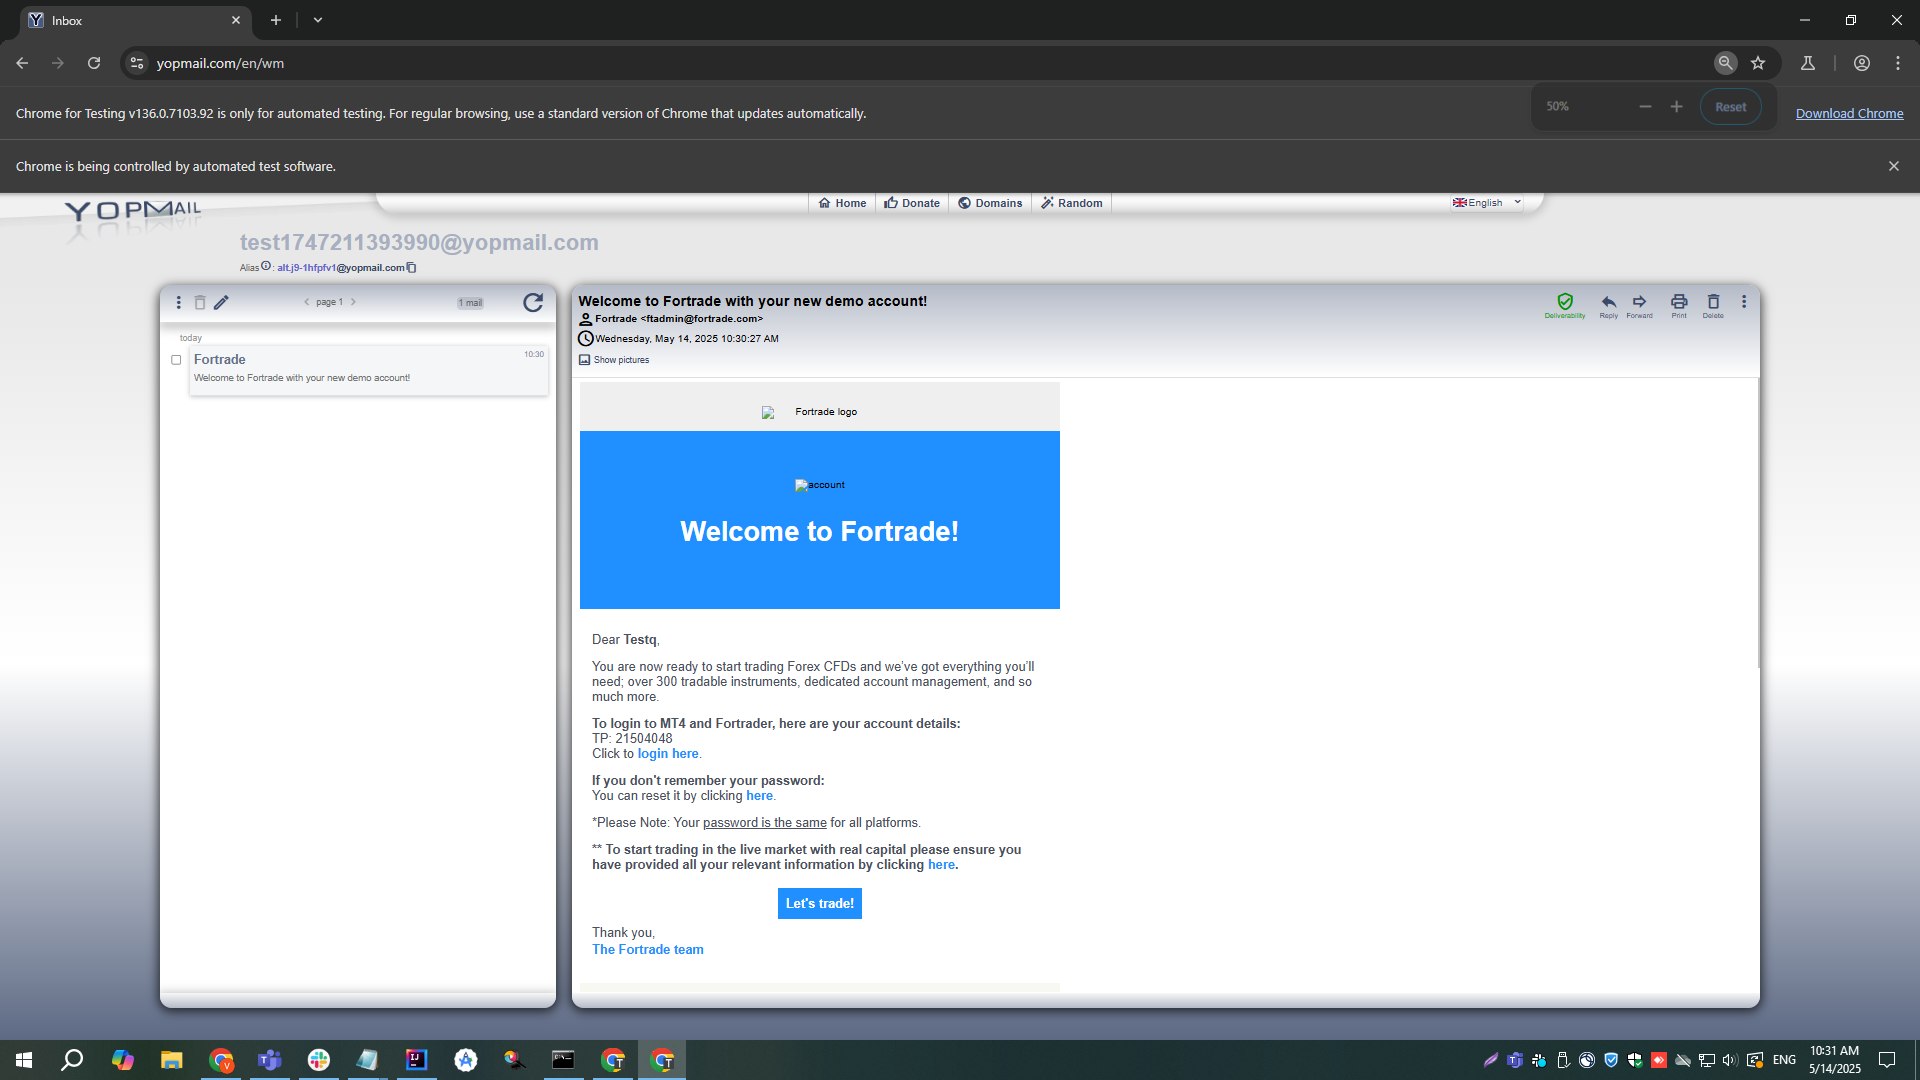 Inbox
yopmail.com/en/wm
Chrome for Testing v136.0.7103.92 is only for automated testing. For regular browsing, use a standard version of Chrome that updates automatically.
50%
Reset
Download Chrome
Chrome is being controlled by automated test software.
YOPMAIL
Home
Donate
Domains
Random
English
test1747211393990@yopmail.com
Alias : alt.j9-1hfpfv1@yopmail.com
page 1
1 mail
today
Fortrade
10:30
Welcome to Fortrade with your new demo account!
Welcome to Fortrade with your new demo account!
Fortrade <ftadmin@fortrade.com>
Wednesday, May 14, 2025 10:30:27 AM
Show pictures
Deliverability
Reply
Forward
Print
Delete
Fortrade logo
account
Welcome to Fortrade!
Dear Testq,
You are now ready to start trading Forex CFDs and we've got everything you'll
need; over 300 tradable instruments, dedicated account management, and so
much more.
To login to MT4 and Fortrader, here are your account details:
TP: 21504048
Click to login here.
If you don't remember your password:
You can reset it by clicking here.
*Please Note: Your password is the same for all platforms.
** To start trading in the live market with real capital please ensure you
have provided all your relevant information by clicking here.
Let's trade!
Thank you,
The Fortrade team
ENG
10:31 AM
5/14/2025